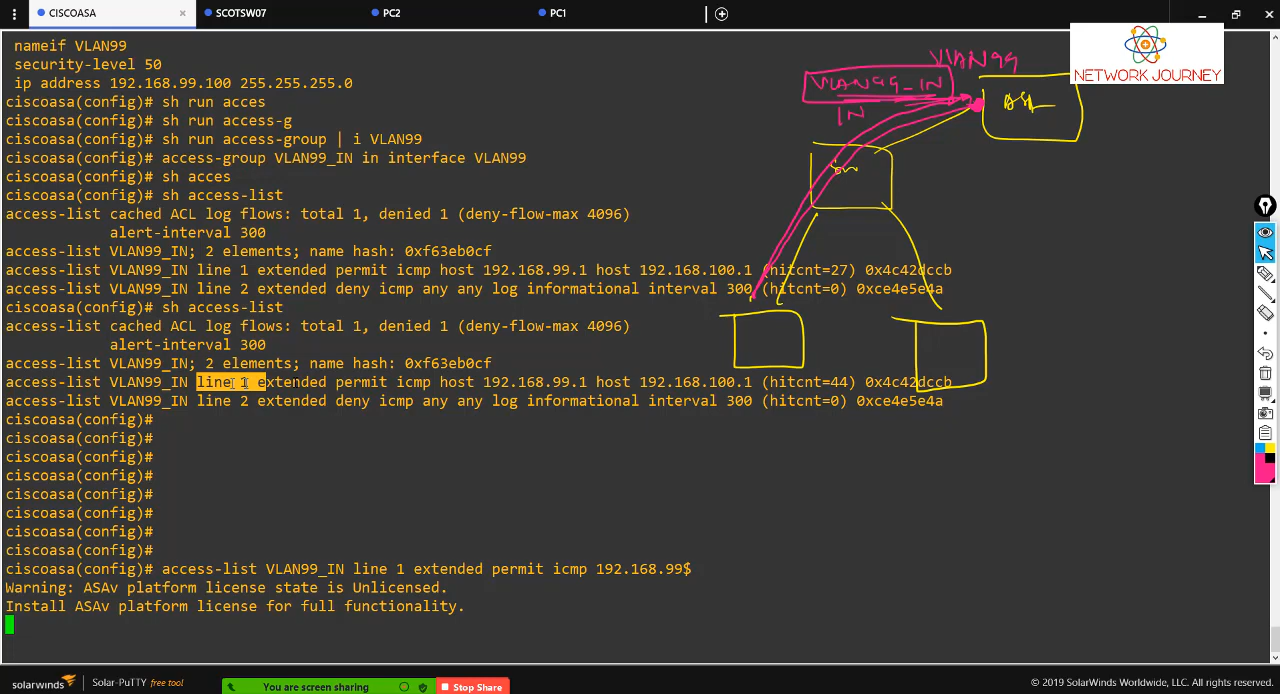 CISCOASA
SCOTSW07
PC2
PC1
nameif VLAN99
security-level 50
ip address 192.168.99.100 255.255.255.0
ciscoasa(config)# sh run acces
ciscoasa(config)# sh run access-g
ciscoasa(config)# sh run access-group | i VLAN99
ciscoasa(config)# access-group VLAN99_IN in interface VLAN99
ciscoasa(config)# sh acces
ciscoasa(config)# sh access-list
access-list cached ACL log flows: total 1, denied 1 (deny-flow-max 4096)
alert-interval 300
access-list VLAN99_IN; 2 elements; name hash: 0xf63eb0cf
access-list VLAN99_IN line 1 extended permit icmp host 192.168.99.1 host 192.168.100.1 (hitcnt=27) 0x4c42dccb
access-list VLAN99_IN line 2 extended deny icmp any any log informational interval 300 (hitcnt=0) 0xce4e5e4a
ciscoasa(config)# sh access-list
access-list cached ACL log flows: total 1, denied 1 (deny-flow-max 4096)
alert-interval 300
access-list VLAN99_IN; 2 elements; name hash: 0xf63eb0cf
access-list VLAN99_IN line 1 extended permit icmp host 192.168.99.1 host 192.168.100.1 (hitcnt=44) 0x4c42dccb
access-list VLAN99_IN line 2 extended deny icmp any any log informational interval 300 (hitcnt=0) 0xce4e5e4a
ciscoasa(config)#
ciscoasa(config)#
ciscoasa(config)#
ciscoasa(config)#
ciscoasa(config)#
ciscoasa(config)#
ciscoasa(config)#
ciscoasa(config)#
ciscoasa(config)# access-list VLAN99_IN line 1 extended permit icmp 192.168.99$
Warning: ASAv platform license state is Unlicensed.
Install ASAv platform license for full functionality.
VLAN99
VLAN99_IN
IN
SW
NETWORK JOURNEY
solarwinds
Solar-PuTTY free tool
You are screen sharing
Stop Share
© 2019 SolarWinds Worldwide, LLC. All rights reserved.